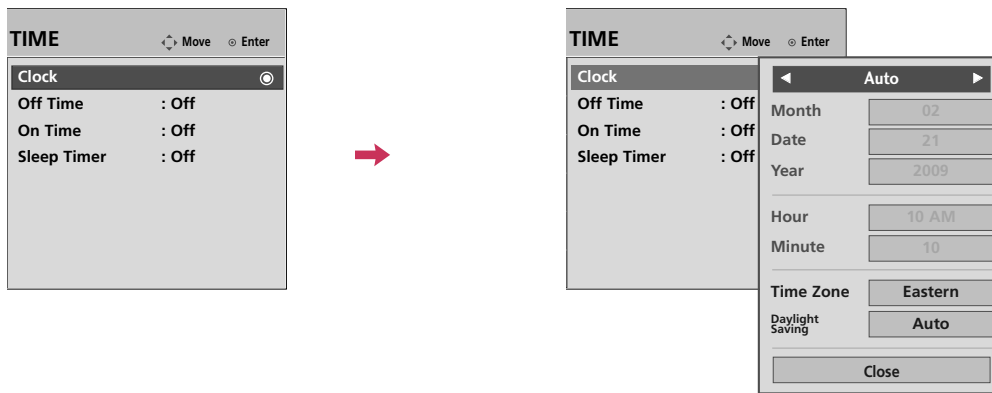 TIME
Move Enter
Clock
Off Time : Off
On Time : Off
Sleep Timer : Off
TIME
Move Enter
Clock
Off Time : Off
On Time : Off
Sleep Timer : Off
Auto
Month 02
Date 21
Year 2009
Hour 10 AM
Minute 10
Time Zone Eastern
Daylight
Saving
Auto
Close